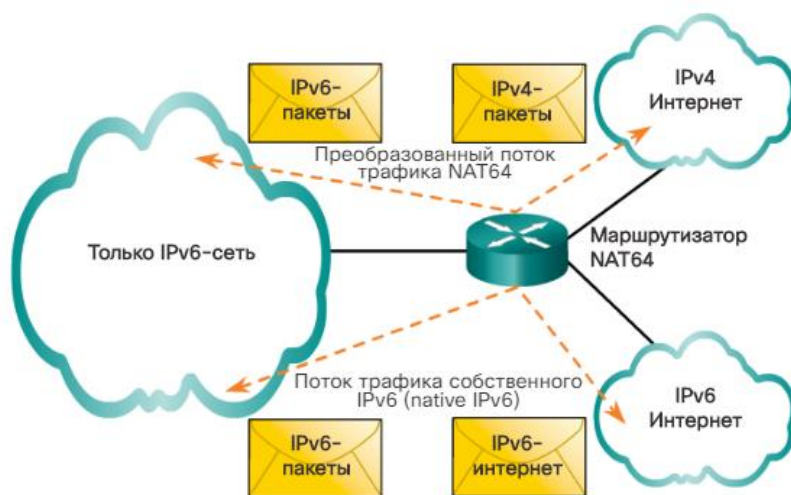 IPv6-
пакеты
IPv4-
пакеты
IPv4
Интернет
Преобразованный поток
трафика NAT64
Только IPv6-сеть
Маршрутизатор
NAT64
Поток трафика собственного
IPv6 (native IPv6)
IPv6
Интернет
IPv6-
пакеты
IPv6-
интернет